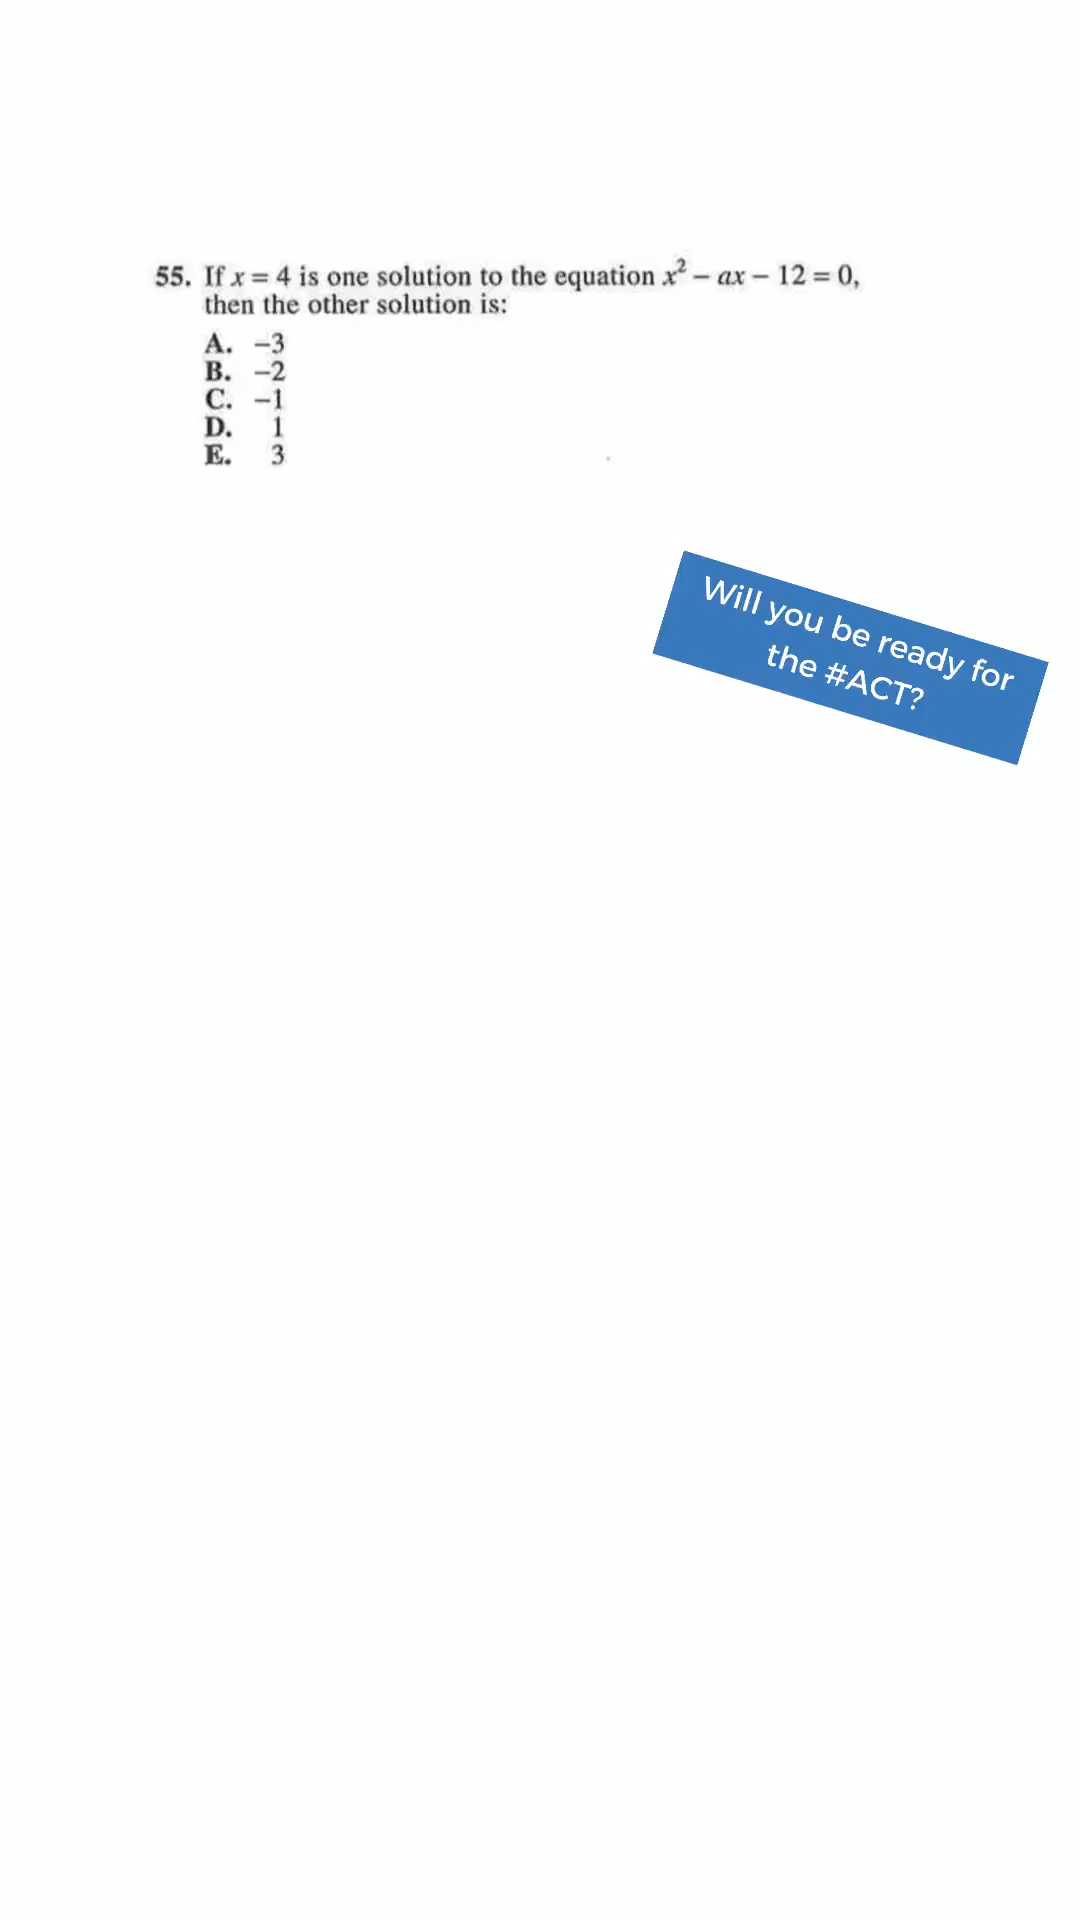 55. If x = 4 is one solution to the equation x² – ax – 12 = 0,
then the other solution is:
A. –3
B. –2
C. –1
D. 1
E. 3
Will you be ready for
the #ACT?